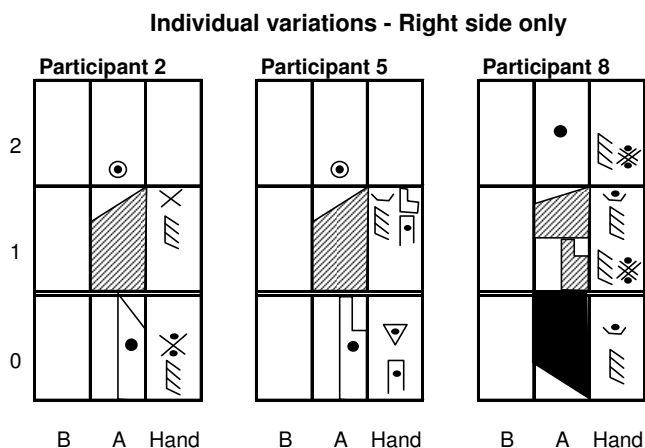 Individual variations - Right side only
Participant 2 Participant 5 Participant 8
2
1
0
B A Hand B A Hand B A Hand